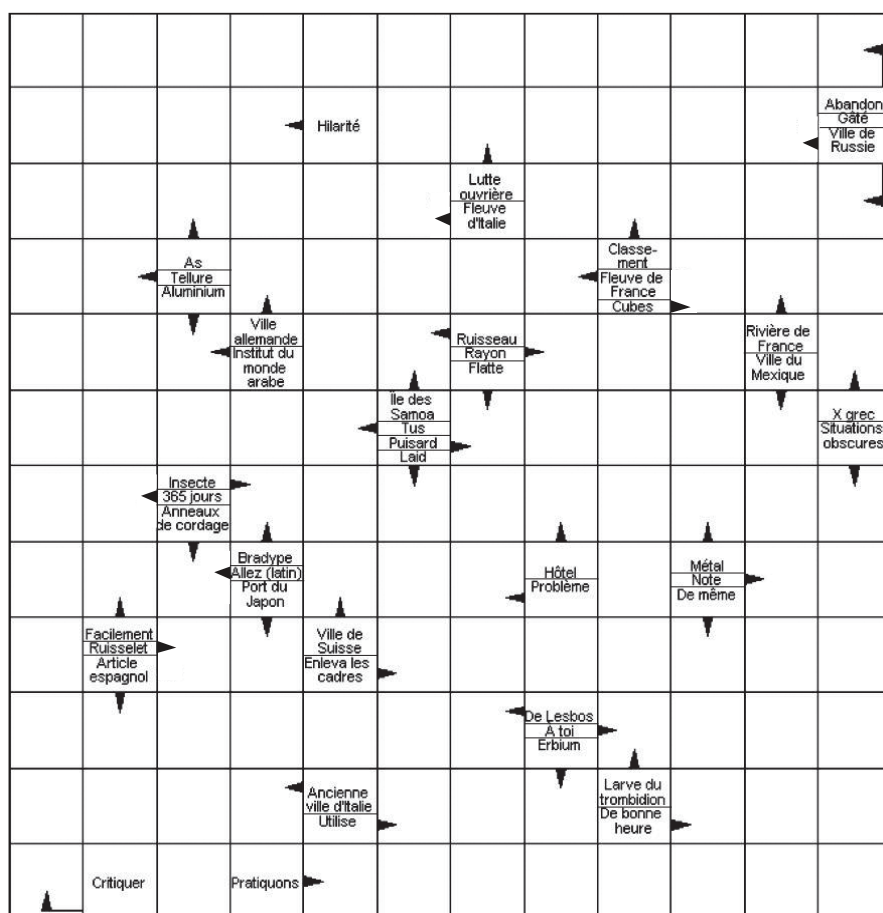 Hilarité
Abandon
Gâté
Ville de
Russie
Lutte
ouvrière
Fleuve
d'Italie
As
Tellure
Aluminium
Classe-
ment
Fleuve de
France
Cubes
Ville
allemande
Institut du
monde
arabe
Ruisseau
Rayon
Flatte
Rivière de
France
Ville du
Mexique
Île des
Samoa
Tus
Puisard
Laid
X grec
Situations
obscures
Insecte
365 jours
Anneaux
de cordage
Bradype
Allez (latin)
Port du
Japon
Hôtel
Problème
Métal
Note
De même
Facilement
Ruisselet
Article
espagnol
Ville de
Suisse
Enleva les
cadres
De Lesbos
À toi
Erbium
Ancienne
ville d'Italie
Utilise
Larve du
trombidion
De bonne
heure
Critiquer
Pratiquons